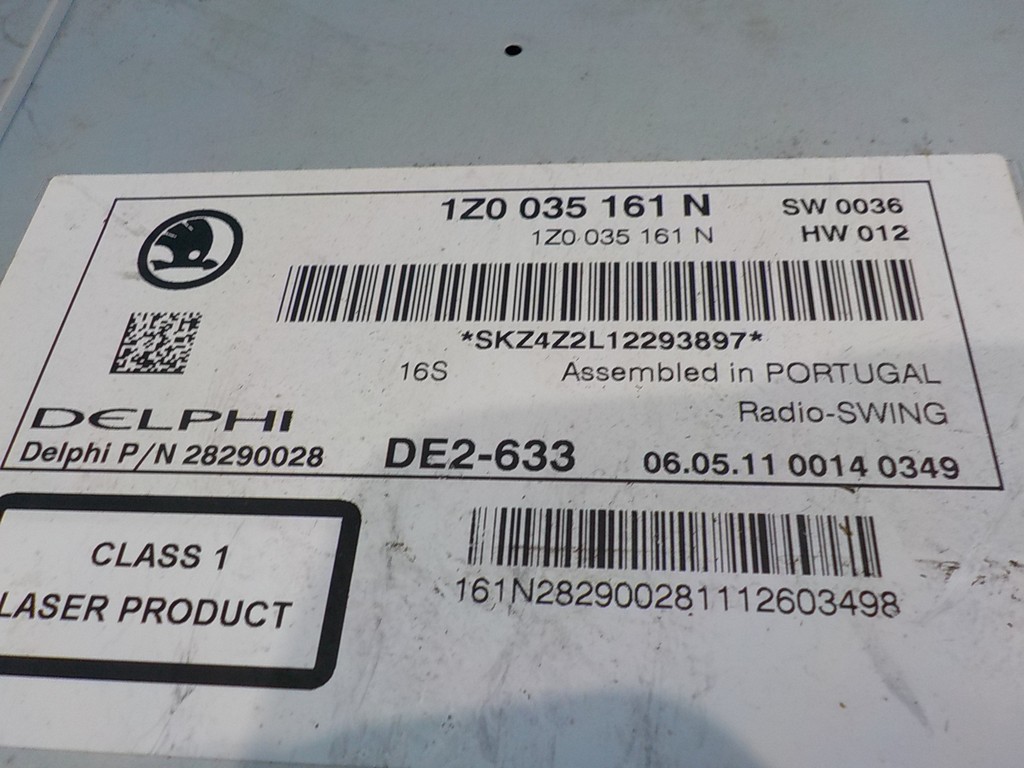 1Z0 035 161 N
SW 0036
1Z0 035 161 N
HW 012
*SKZ4Z2L12293897*
16S
Assembled in PORTUGAL
Radio-SWING
DELPHI
Delphi P/N 28290028
DE2-633
06.05.11 0014 0349
CLASS 1
LASER PRODUCT
161N282900281112603498